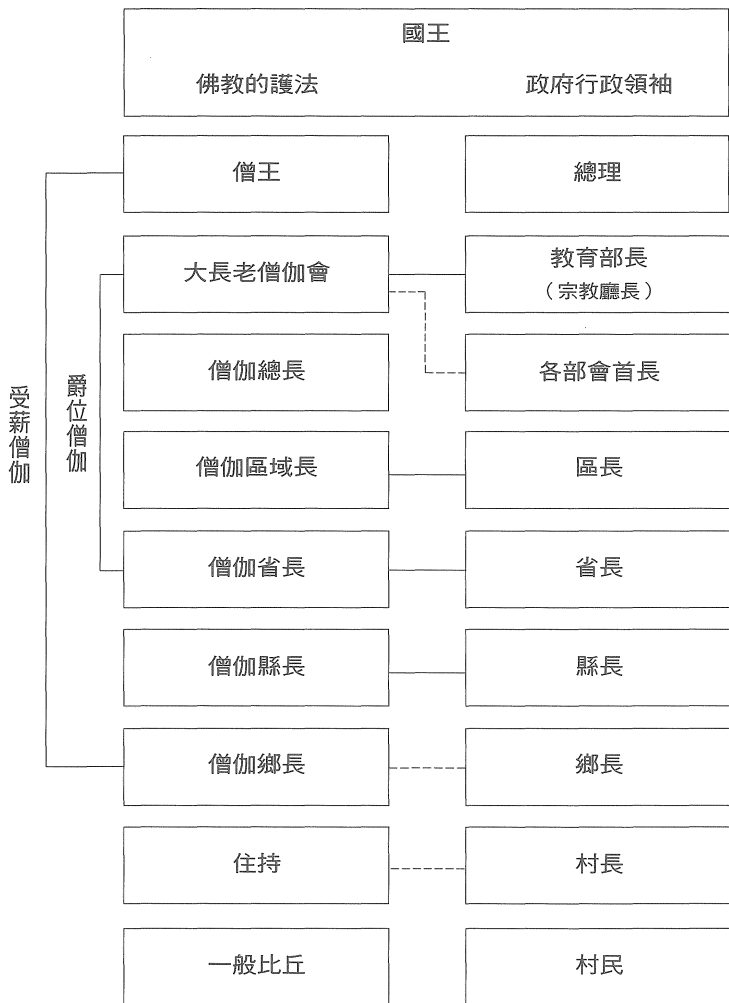 國王
佛教的護法 政府行政領袖
僧王 總理
大長老僧伽會 教育部長
（宗教廳長）
僧伽總長 各部會首長
僧伽區域長 區長
僧伽省長 省長
僧伽縣長 縣長
僧伽鄉長 鄉長
住持 村長
一般比丘 村民
受薪僧伽
爵位僧伽